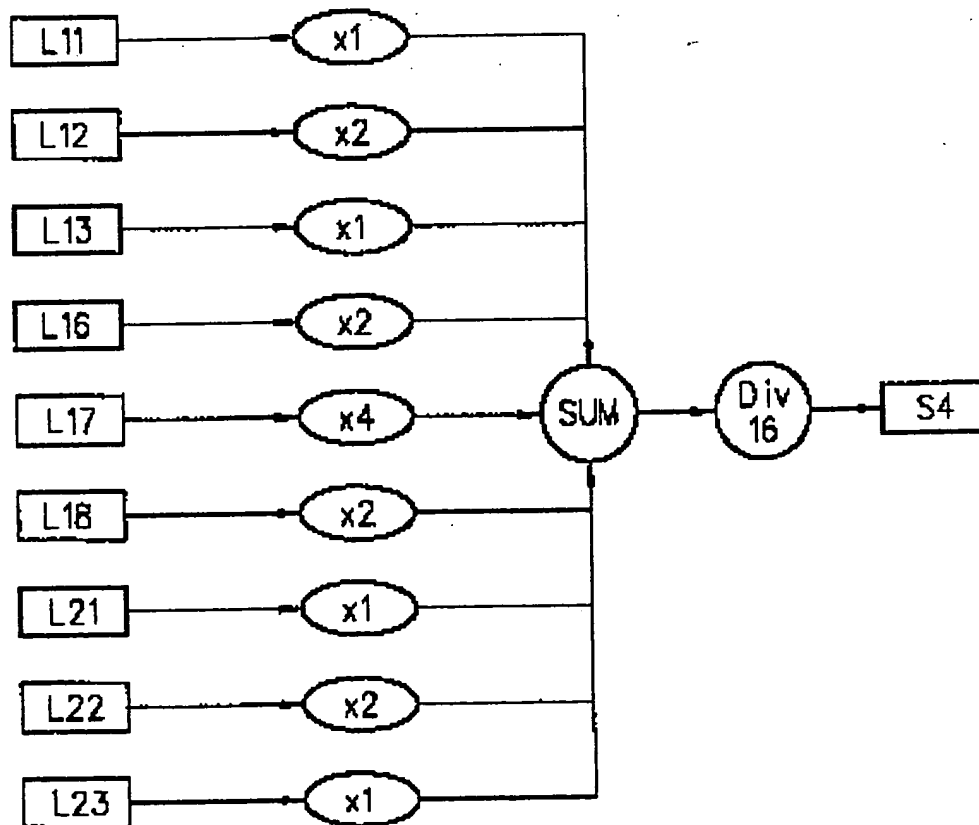 L11 x1
L12 x2
L13 x1
L16 x2
L17 x4 SUM Div 16 S4
L18 x2
L21 x1
L22 x2
L23 x1